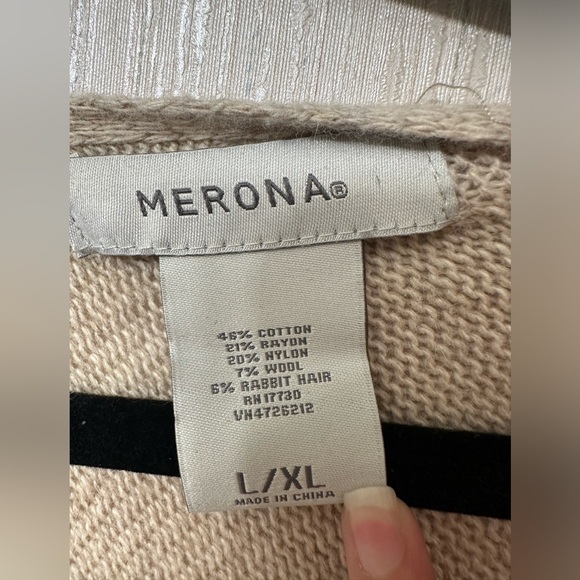 MERONA®
46% COTTON
21% RAYON
20% NYLON
7% WOOL
6% RABBIT HAIR
RN17730
VN4726212
L/XL
MADE IN CHINA